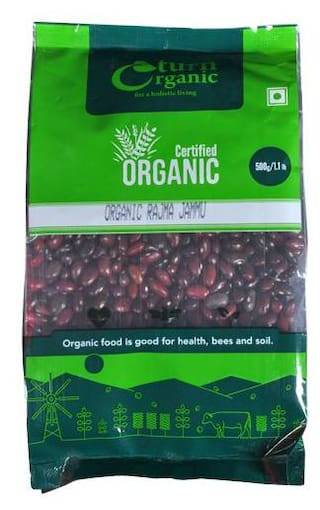 turn
Organic
for a holistic living
Certified
ORGANIC
500g/1.1 lb
ORGANIC RAJMA JAMMU
Organic food is good for health, bees and soil.